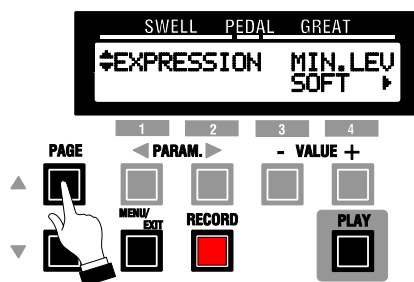 SWELL PEDAL GREAT
EXPRESSION MIN.LEV
SOFT
1 2 3 4
PAGE PARAM. - VALUE +
MENU/
EXIT
RECORD
PLAY